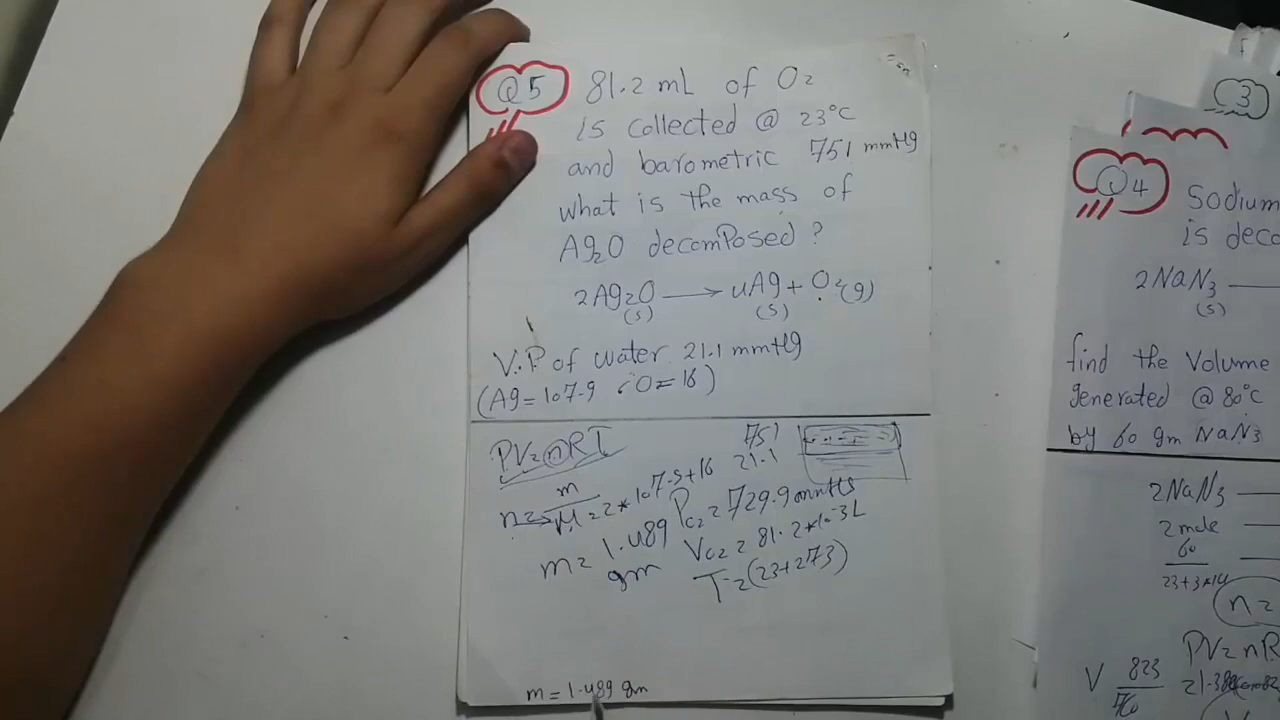 Q5
81.2 mL of O2
is collected @ 23°C
and barometric 751 mmHg
what is the mass of
Ag2O decomposed ?
2Ag2O → 4Ag + O2(g)
(s) (s)
V.P of water 21.1 mmHg
(Ag=107.9 , O=16)
PV=nRT
751
21.1
n= m
M = 2*107.9+16
PO2 = 729.9 mmHg
m= 1.489
gm
VO2 = 81.2*10-3L
T=(23+273)
m = 1.489 gm
3
Q4
Sodium
is deco
2NaN3
(s)
find the Volume
generated @ 80°C
by 60 gm NaN3
2NaN3
2mole
60
23+3*14
n=
PV=nR
V 823
760